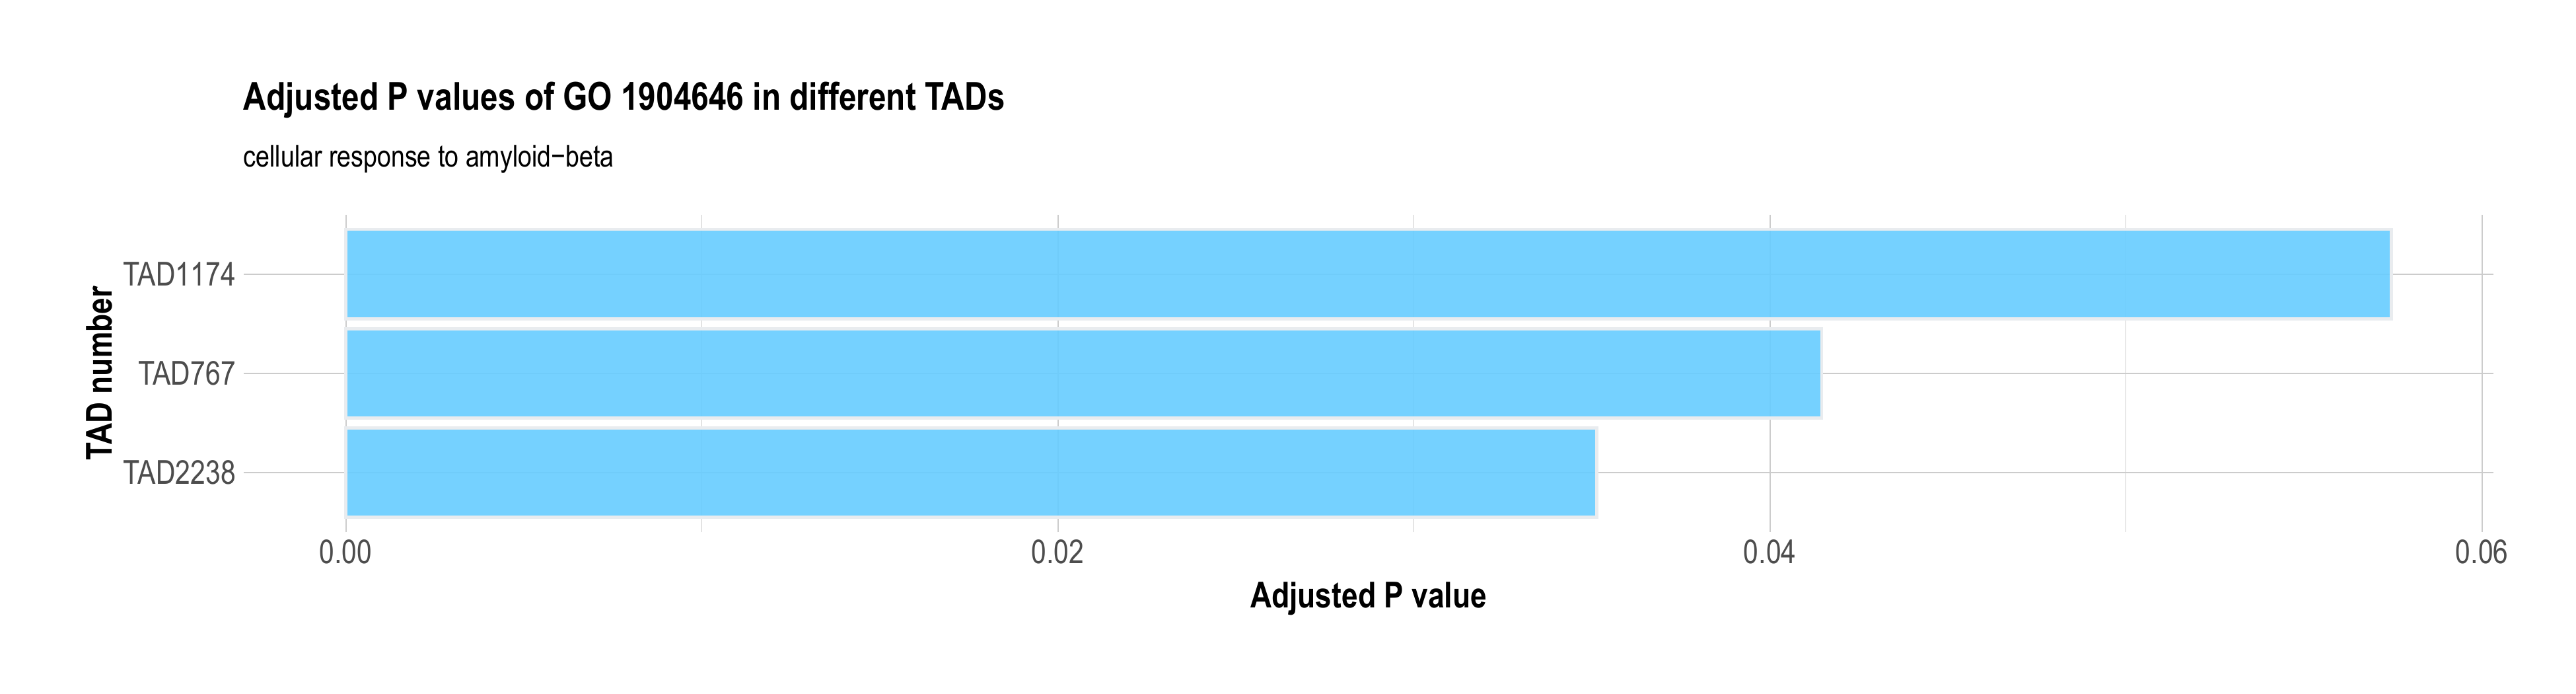 Adjusted P values of GO 1904646 in different TADs
cellular response to amyloid−beta
TAD number
TAD1174
TAD767
TAD2238
0.00
0.02
0.04
0.06
Adjusted P value